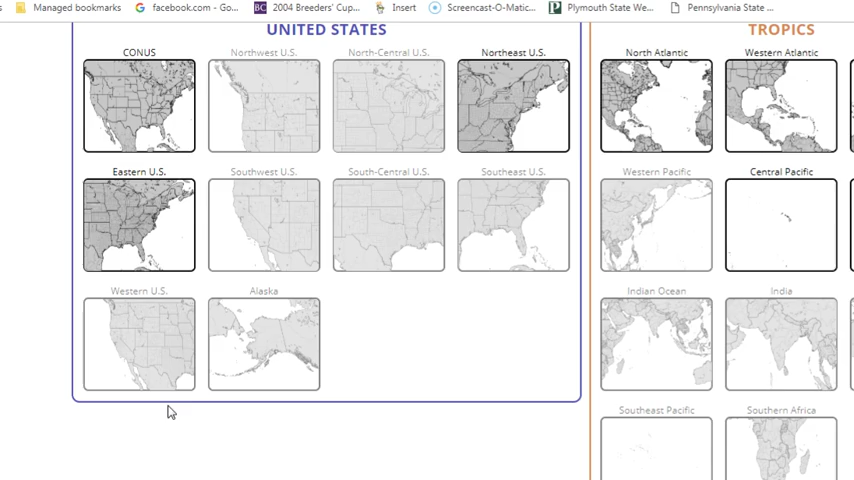 s Managed bookmarks facebook.com - Go... BC 2004 Breeders' Cup... Insert Screencast-O-Matic... P Plymouth State We... Pennsylvania State ...
UNITED STATES
CONUS Northwest U.S. North-Central U.S. Northeast U.S.
Eastern U.S. Southwest U.S. South-Central U.S. Southeast U.S.
Western U.S. Alaska
TROPICS
North Atlantic Western Atlantic
Western Pacific Central Pacific
Indian Ocean India
Southeast Pacific Southern Africa